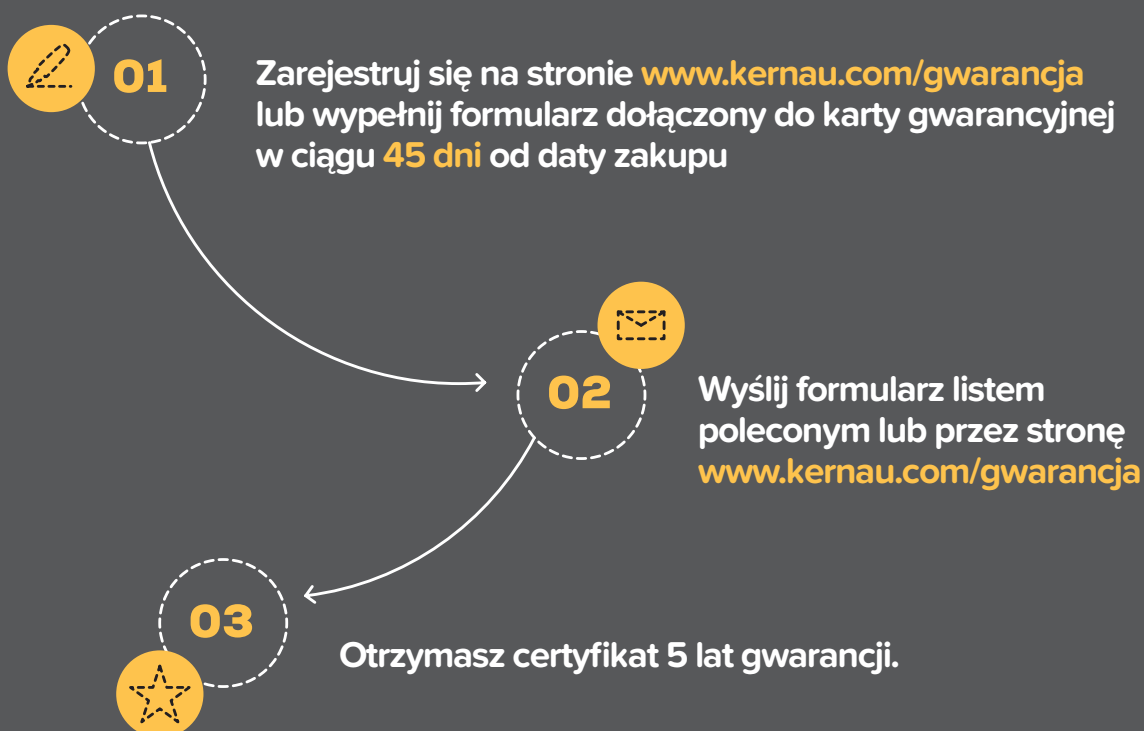 01
Zarejestruj się na stronie www.kernau.com/gwarancja
lub wypełnij formularz dołączony do karty gwarancyjnej
w ciągu 45 dni od daty zakupu
02
Wyślij formularz listem
poleconym lub przez stronę
www.kernau.com/gwarancja
03
Otrzymasz certyfikat 5 lat gwarancji.